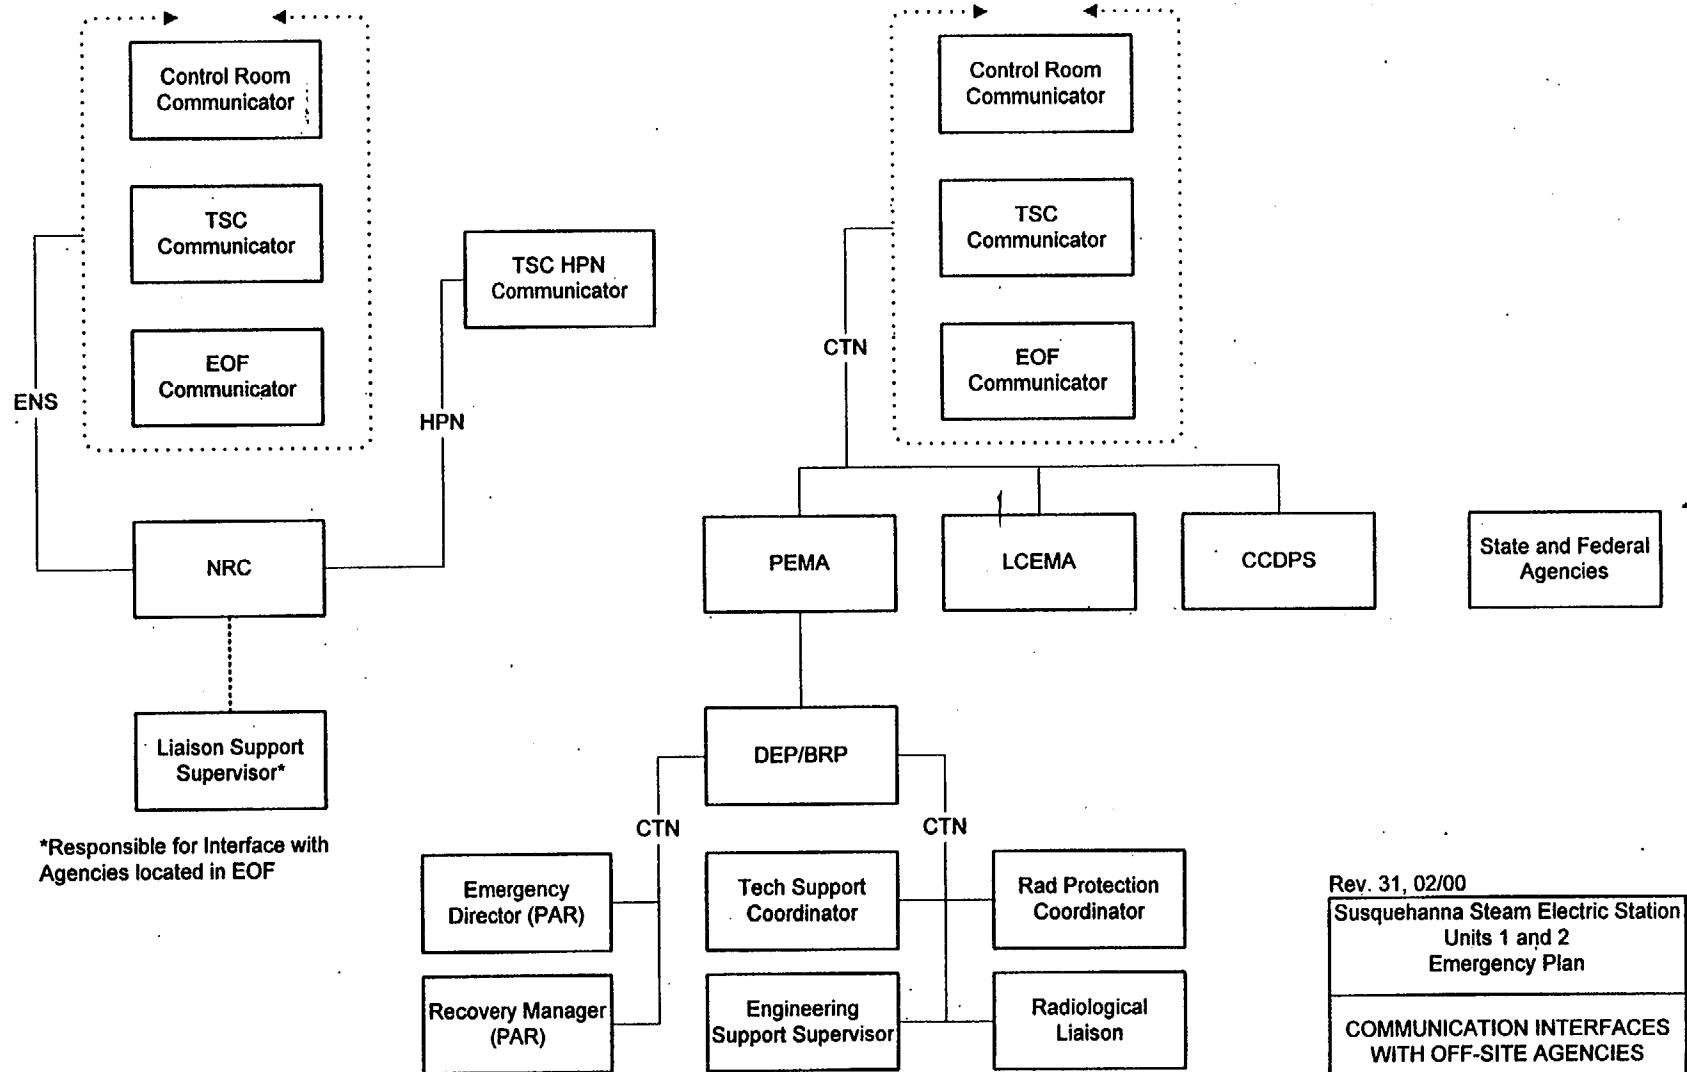 Control Room
Communicator
TSC
Communicator
EOF
Communicator
ENS
TSC HPN
Communicator
HPN
NRC
Liaison Support
Supervisor*
*Responsible for Interface with
Agencies located in EOF
Control Room
Communicator
TSC
Communicator
EOF
Communicator
CTN
PEMA
LCEMA
CCDPS
State and Federal
Agencies
DEP/BRP
CTN
CTN
Emergency
Director (PAR)
Recovery Manager
(PAR)
Tech Support
Coordinator
Rad Protection
Coordinator
Engineering
Support Supervisor
Radiological
Liaison
Rev. 31, 02/00
Susquehanna Steam Electric Station
Units 1 and 2
Emergency Plan
COMMUNICATION INTERFACES
WITH OFF-SITE AGENCIES